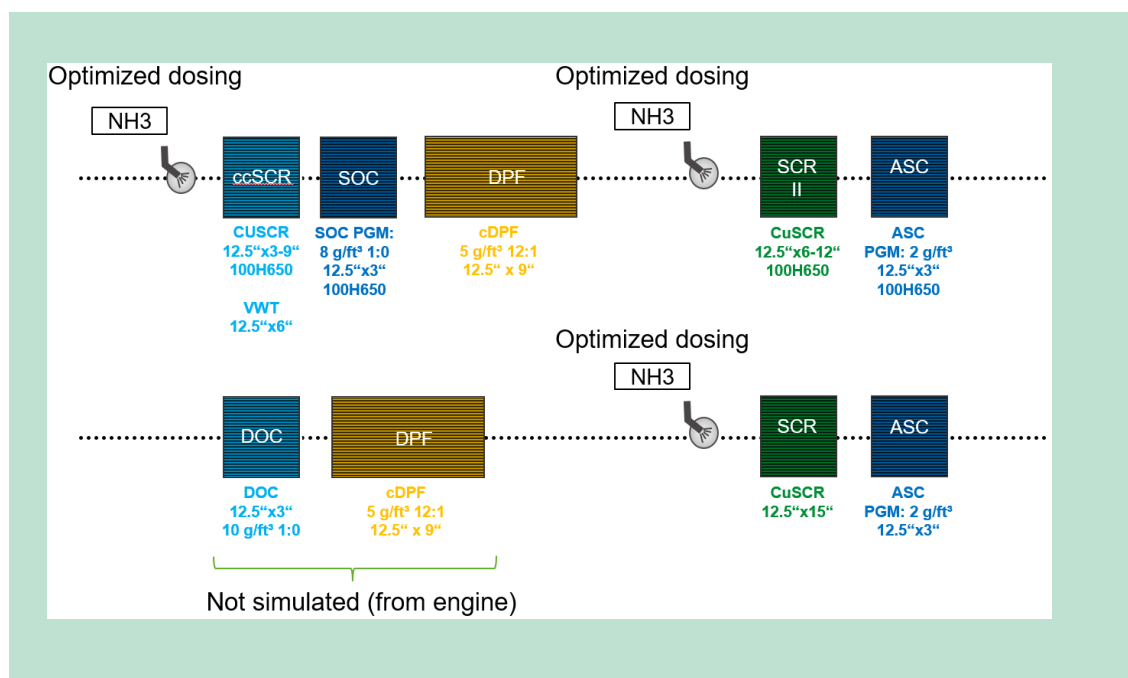 Optimized dosing
Optimized dosing
NH3
NH3
ccSCR
SOC
DPF
SCR
II
ASC
CUSCR
12.5“x3-9“
100H650
VWT
12.5“x6“
SOC PGM:
8 g/ft³ 1:0
12.5“x3“
100H650
cDPF
5 g/ft³ 12:1
12.5“ x 9“
CuSCR
12.5“x6-12“
100H650
ASC
PGM: 2 g/ft³
12.5“x3“
100H650
Optimized dosing
NH3
DOC
DPF
SCR
ASC
DOC
12.5“x3“
10 g/ft³ 1:0
cDPF
5 g/ft³ 12:1
12.5“ x 9“
CuSCR
12.5“x15“
ASC
PGM: 2 g/ft³
12.5“x3“
Not simulated (from engine)